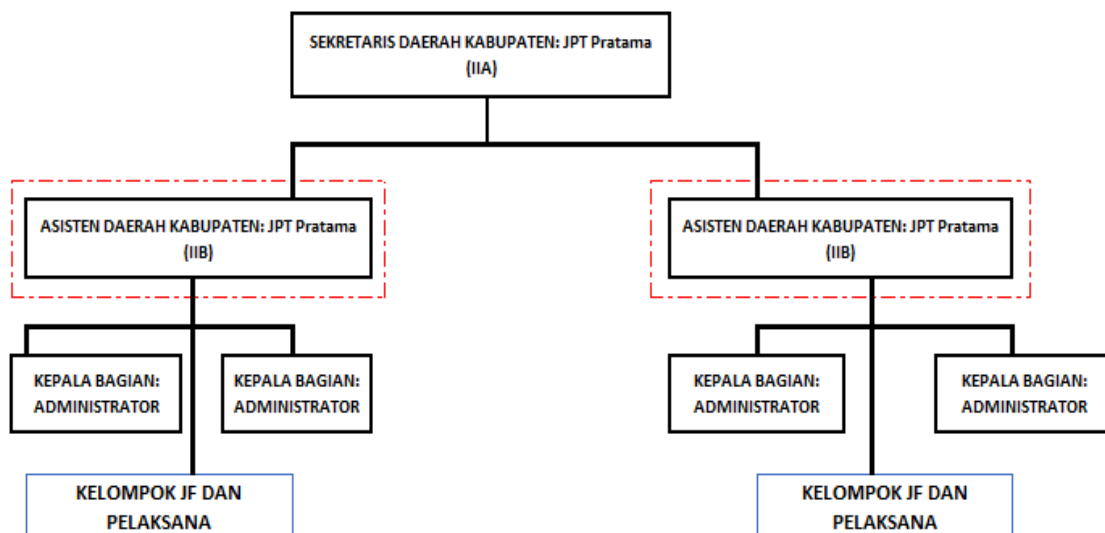 SEKRETARIS DAERAH KABUPATEN: JPT Pratama
(IIA)
ASISTEN DAERAH KABUPATEN: JPT Pratama
(IIB)
ASISTEN DAERAH KABUPATEN: JPT Pratama
(IIB)
KEPALA BAGIAN:
ADMINISTRATOR
KEPALA BAGIAN:
ADMINISTRATOR
KEPALA BAGIAN:
ADMINISTRATOR
KEPALA BAGIAN:
ADMINISTRATOR
KELOMPOK JF DAN
PELAKSANA
KELOMPOK JF DAN
PELAKSANA